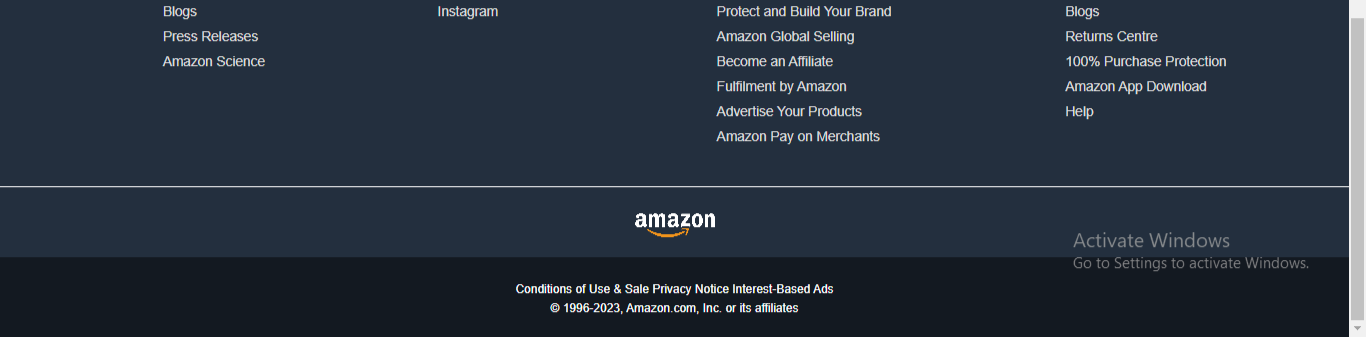 Blogs
Press Releases
Amazon Science
Instagram
Protect and Build Your Brand
Amazon Global Selling
Become an Affiliate
Fulfilment by Amazon
Advertise Your Products
Amazon Pay on Merchants
Blogs
Returns Centre
100% Purchase Protection
Amazon App Download
Help
amazon
Activate Windows
Go to Settings to activate Windows.
Conditions of Use & Sale Privacy Notice Interest-Based Ads
© 1996-2023, Amazon.com, Inc. or its affiliates